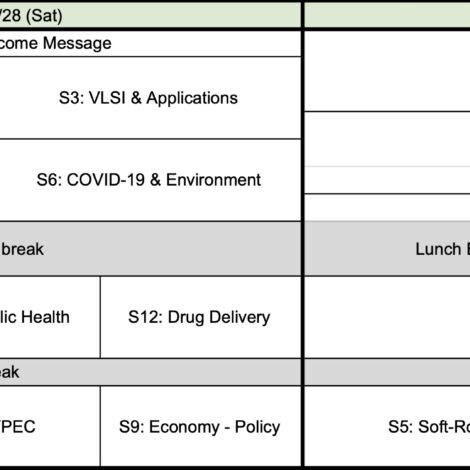 /28 (Sat)
come Message
S3: VLSI & Applications
S6: COVID-19 & Environment
break
Lunch
lic Health
S12: Drug Delivery
eak
PEC
S9: Economy - Policy
S5: Soft-Ro